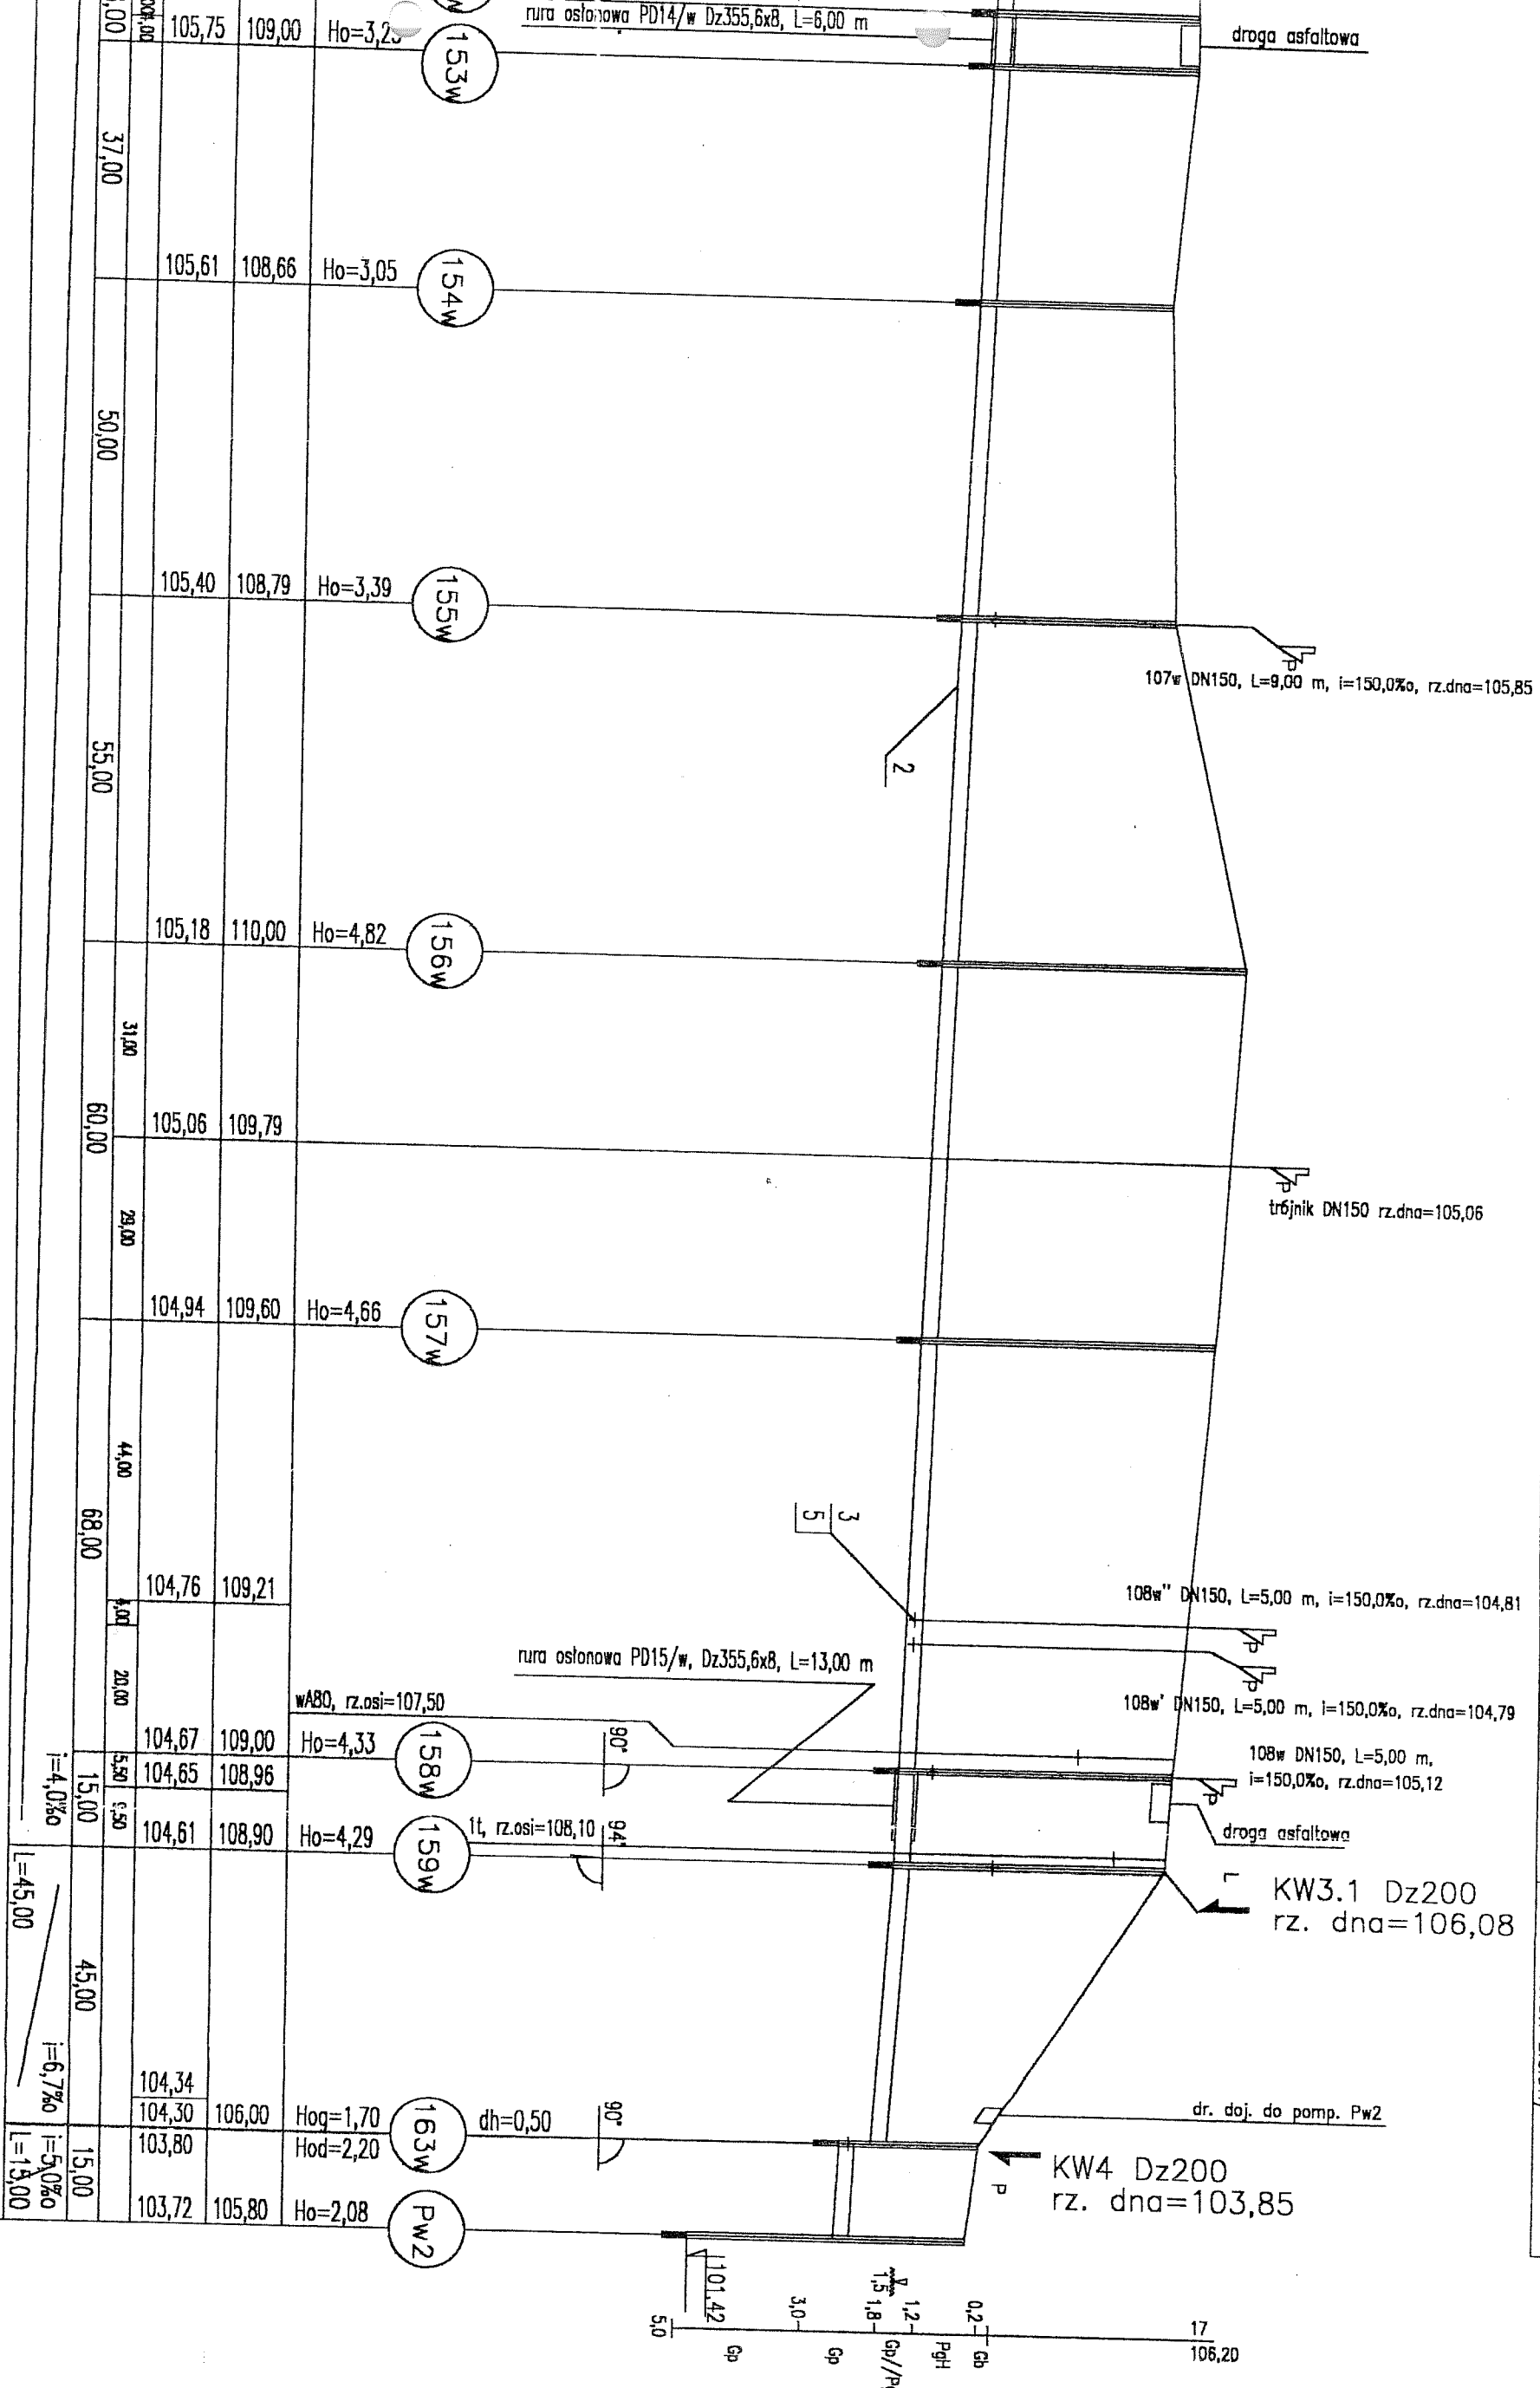 105,75 109,00 Ho=3,2
153w
rura osłonowa PD14/w Dz355,6x8, L=6,00 m
droga asfaltowa
37,00
105,61 108,66 Ho=3,05
154w
50,00
105,40 108,79 Ho=3,39
155w
107w DN150, L=9,00 m, i=150,0‰, rz.dna=105,85
P
2
55,00
105,18 110,00 Ho=4,82
156w
31,00
60,00
105,06 109,79
P
trójnik DN150 rz.dna=105,06
29,00
104,94 109,60 Ho=4,66
157w
44,00
68,00
3
5
104,76 109,21
4,00
108w" DN150, L=5,00 m, i=150,0‰, rz.dna=104,81
P
rura osłonowa PD15/w, Dz355,6x8, L=13,00 m
P
20,00
wA80, rz.osi=107,50
108w' DN150, L=5,00 m, i=150,0‰, rz.dna=104,79
104,67 109,00 Ho=4,33
158w
90°
108w DN150, L=5,00 m,
i=150,0‰, rz.dna=105,12
P
5,50
104,65 108,96
15,00
i=4,0‰
droga asfaltowa
104,61 108,90 Ho=4,29
159w
1t, rz.osi=108,10
94°
L
KW3.1 Dz200
rz. dna=106,08
L=45,00
45,00
i=6,7‰
104,34
104,30 106,00 Hog=1,70
103,80 Hod=2,20
163w
dh=0,50
90°
dr. doj. do pomp. Pw2
P
KW4 Dz200
rz. dna=103,85
15,00
i=5,0‰
L=15,00
103,72 105,80 Ho=2,08
Pw2
101,42
17
106,20
0,2
1,2
1,5
1,8
3,0
5,0
Gb
PgH
Gp
Gp